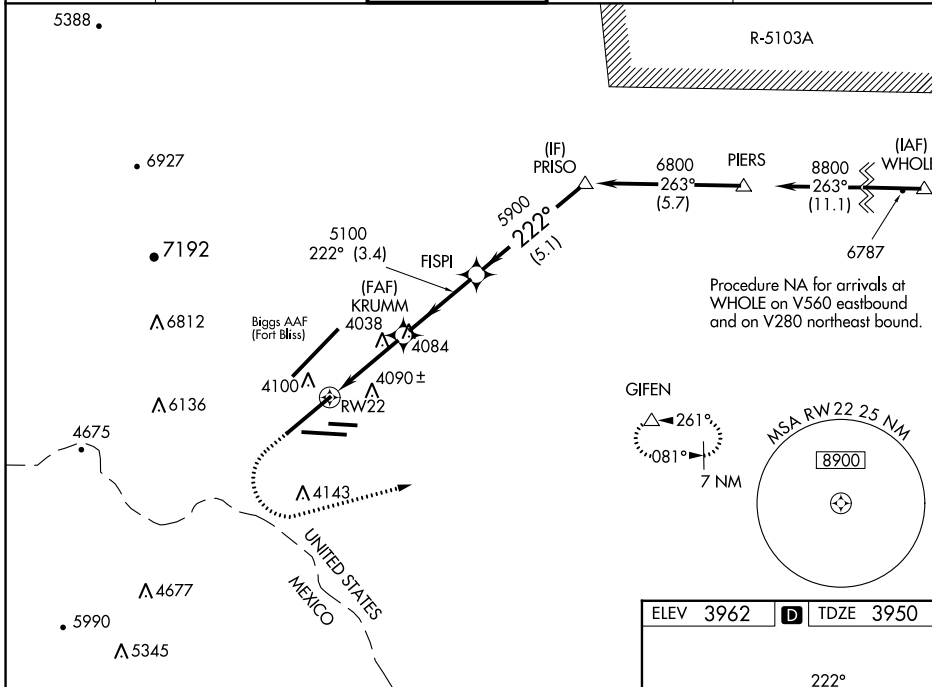 5388
R-5103A
6927
(IF)
PRISO
6800
263°
(5.7)
PIERS
8800
263°
(11.1)
(IAF)
WHOLE
6787
5900
222°
(5.1)
5100
222° (3.4)
FISPI
7192
(FAF)
KRUMM
Procedure NA for arrivals at
WHOLE on V560 eastbound
and on V280 northeast bound.
6812
Biggs AAF
(Fort Bliss)
4038
4084
4100
4090±
RW22
6136
4675
GIFEN
261°
081°
7 NM
MSA RW 22 25 NM
8900
4143
UNITED STATES
MEXICO
4677
5990
5345
ELEV 3962 D TDZE 3950
222°